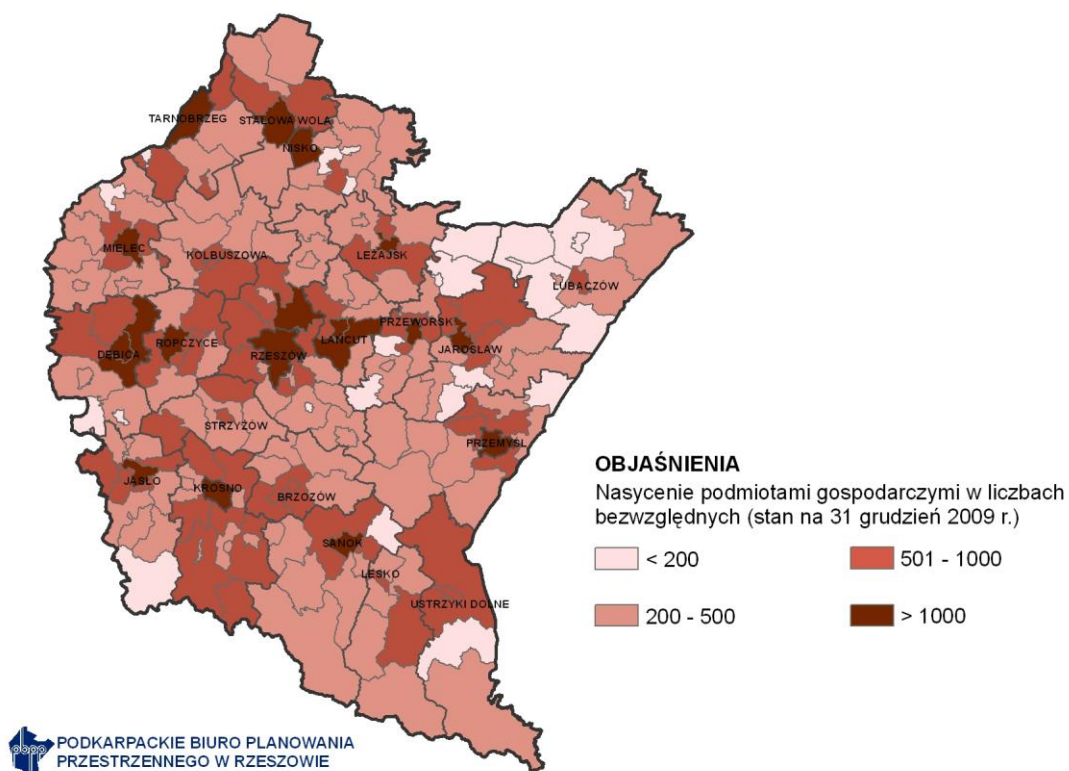 TARNOBRZEG
STALOWA WOLA
NISKO
MIELEC
KOLBUSZOWA
LEŻAJSK
LUBACZÓW
PRZEWORSK
ŁAŃCUT
JAROSŁAW
ROPCZYCE
DĘBICA
RZESZÓW
STRZYŻÓW
PRZEMYŚL
JASŁO
KROSNO
BRZOZÓW
SANOK
LESKO
USTRZYKI DOLNE
OBJAŚNIENIA
Nasycenie podmiotami gospodarczymi w liczbach
bezwzględnych (stan na 31 grudzień 2009 r.)
< 200
501 - 1000
200 - 500
> 1000
pbpp
PODKARPACKIE BIURO PLANOWANIA
PRZESTRZENNEGO W RZESZOWIE